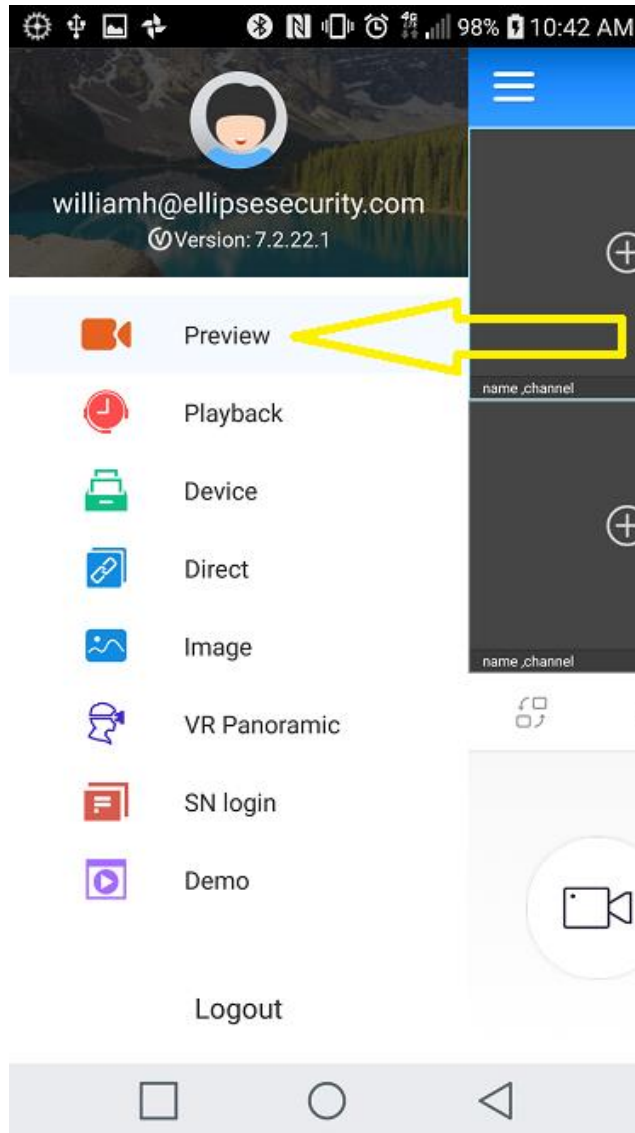 98% 10:42 AM
williamh@ellipsesecurity.com
Version: 7.2.22.1
Preview
name ,channel
Playback
Device
Direct
Image
name ,channel
VR Panoramic
SN login
Demo
Logout